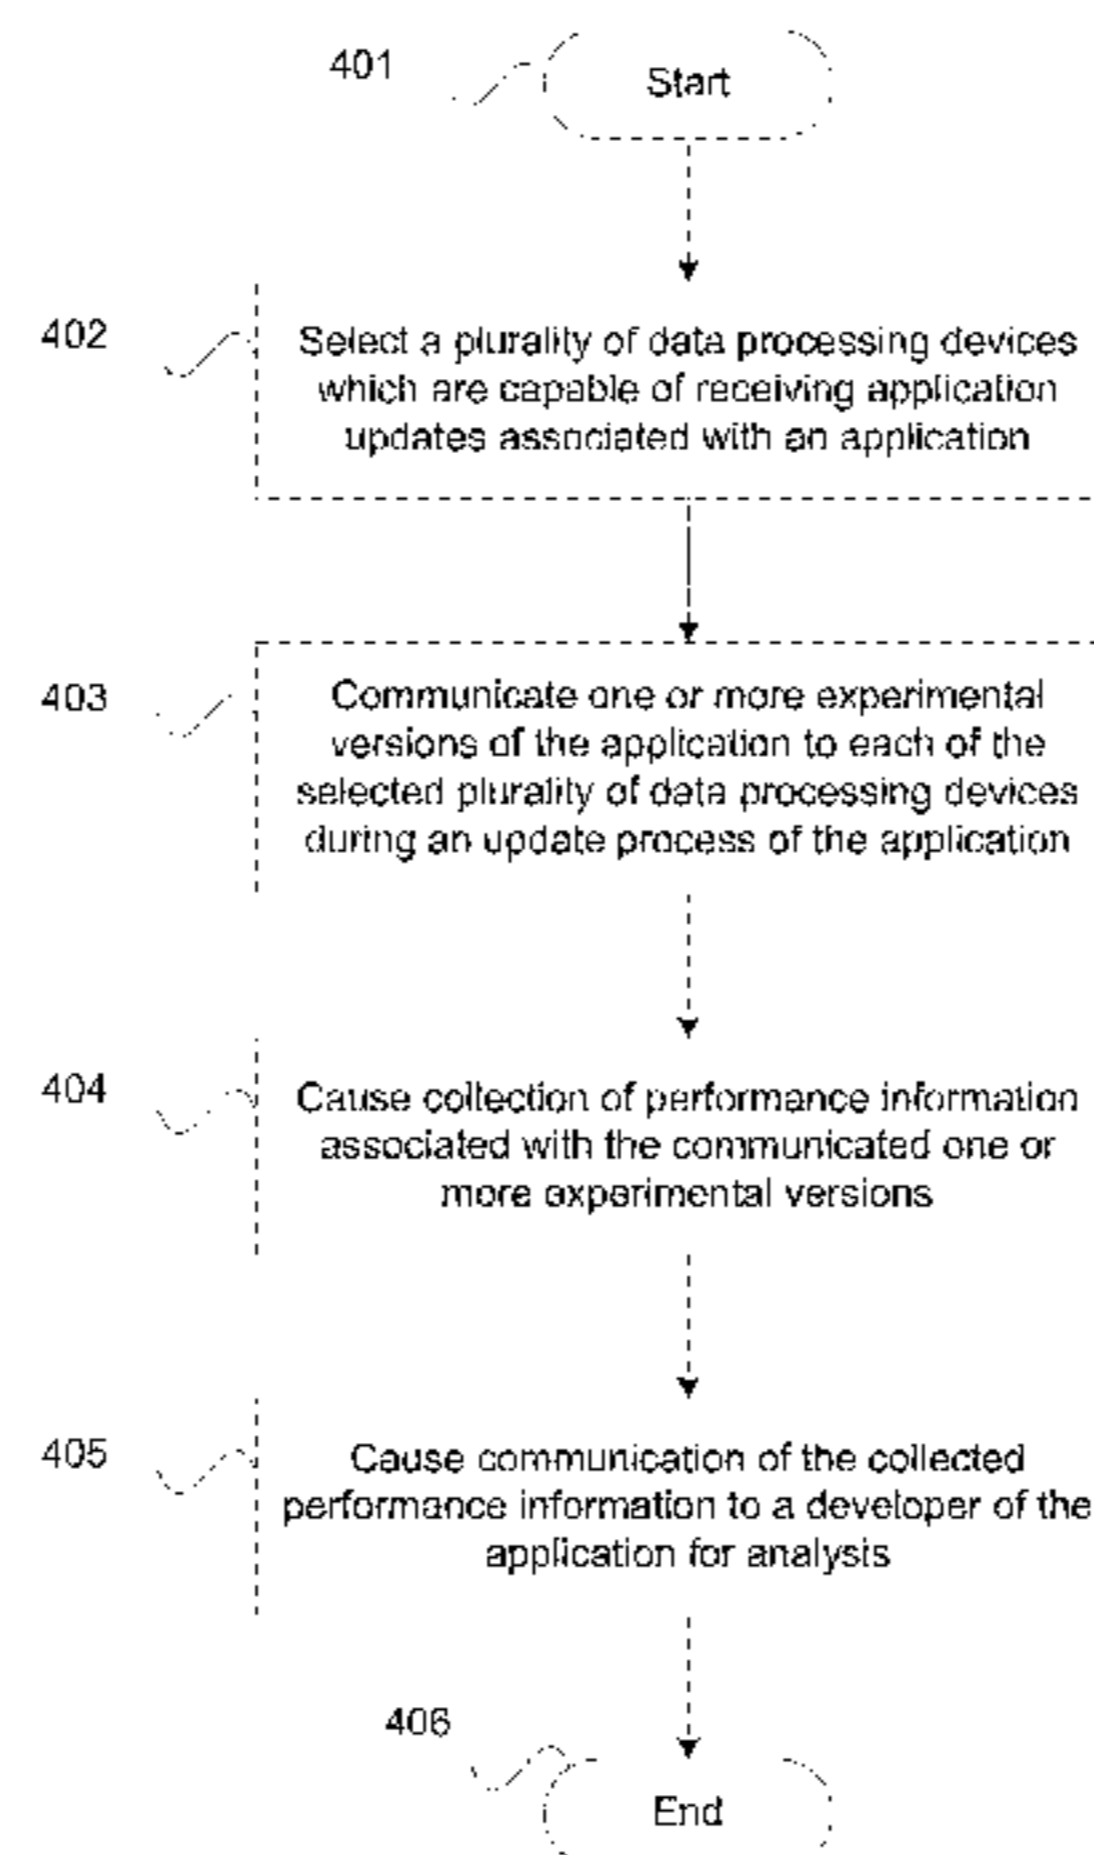 401
Start
402
Select a plurality of data processing devices
which are capable of receiving application
updates associated with an application
403
Communicate one or more experimental
versions of the application to each of the
selected plurality of data processing devices
during an update process of the application
404
Cause collection of performance information
associated with the communicated one or
more experimental versions
405
Cause communication of the collected
performance information to a developer of the
application for analysis
406
End